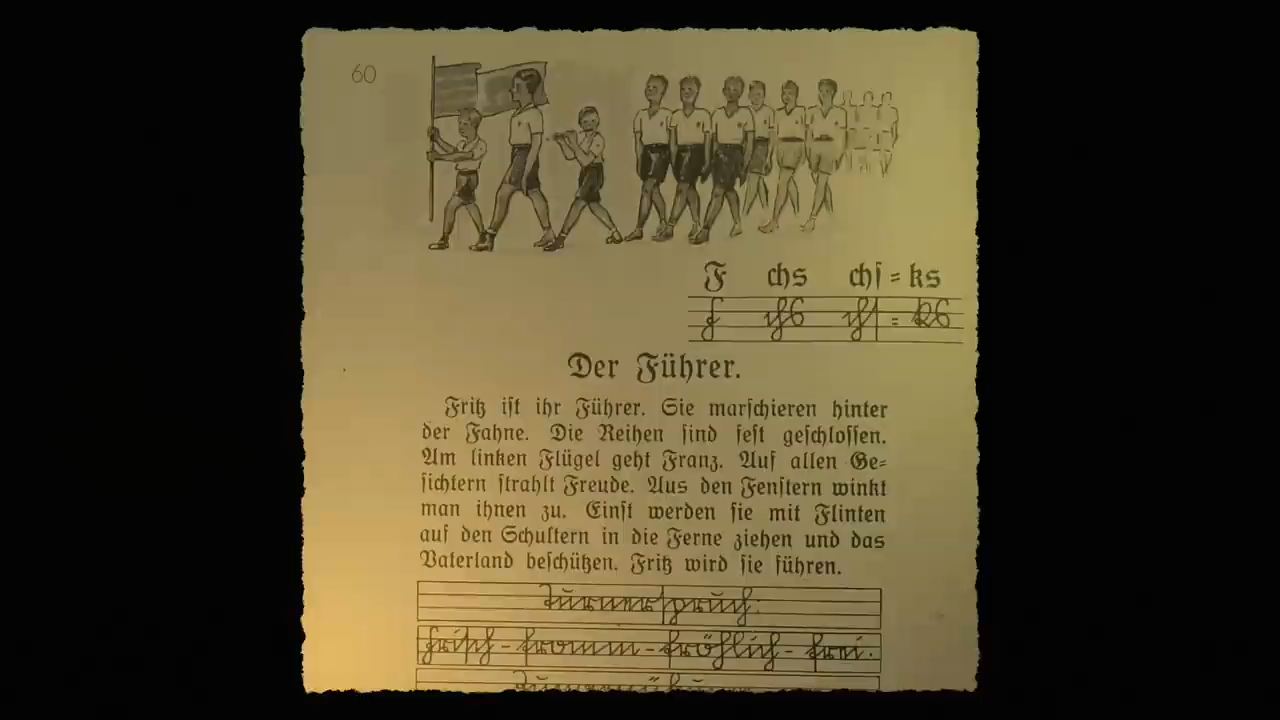 60
F chs chſ = ks
F chs chſ = ks
Der Führer.
Fritz iſt ihr Führer. Sie marſchieren hinter
der Fahne. Die Reihen ſind feſt geſchloſſen.
Am linken Flügel geht Franz. Auf allen Ge=
ſichtern ſtrahlt Freude. Aus den Fenſtern winkt
man ihnen zu. Einſt werden ſie mit Flinten
auf den Schultern in die Ferne ziehen und das
Vaterland beſchützen. Fritz wird ſie führen.
Turnerſpruch:
friſch - fromm - fröhlich - frei.